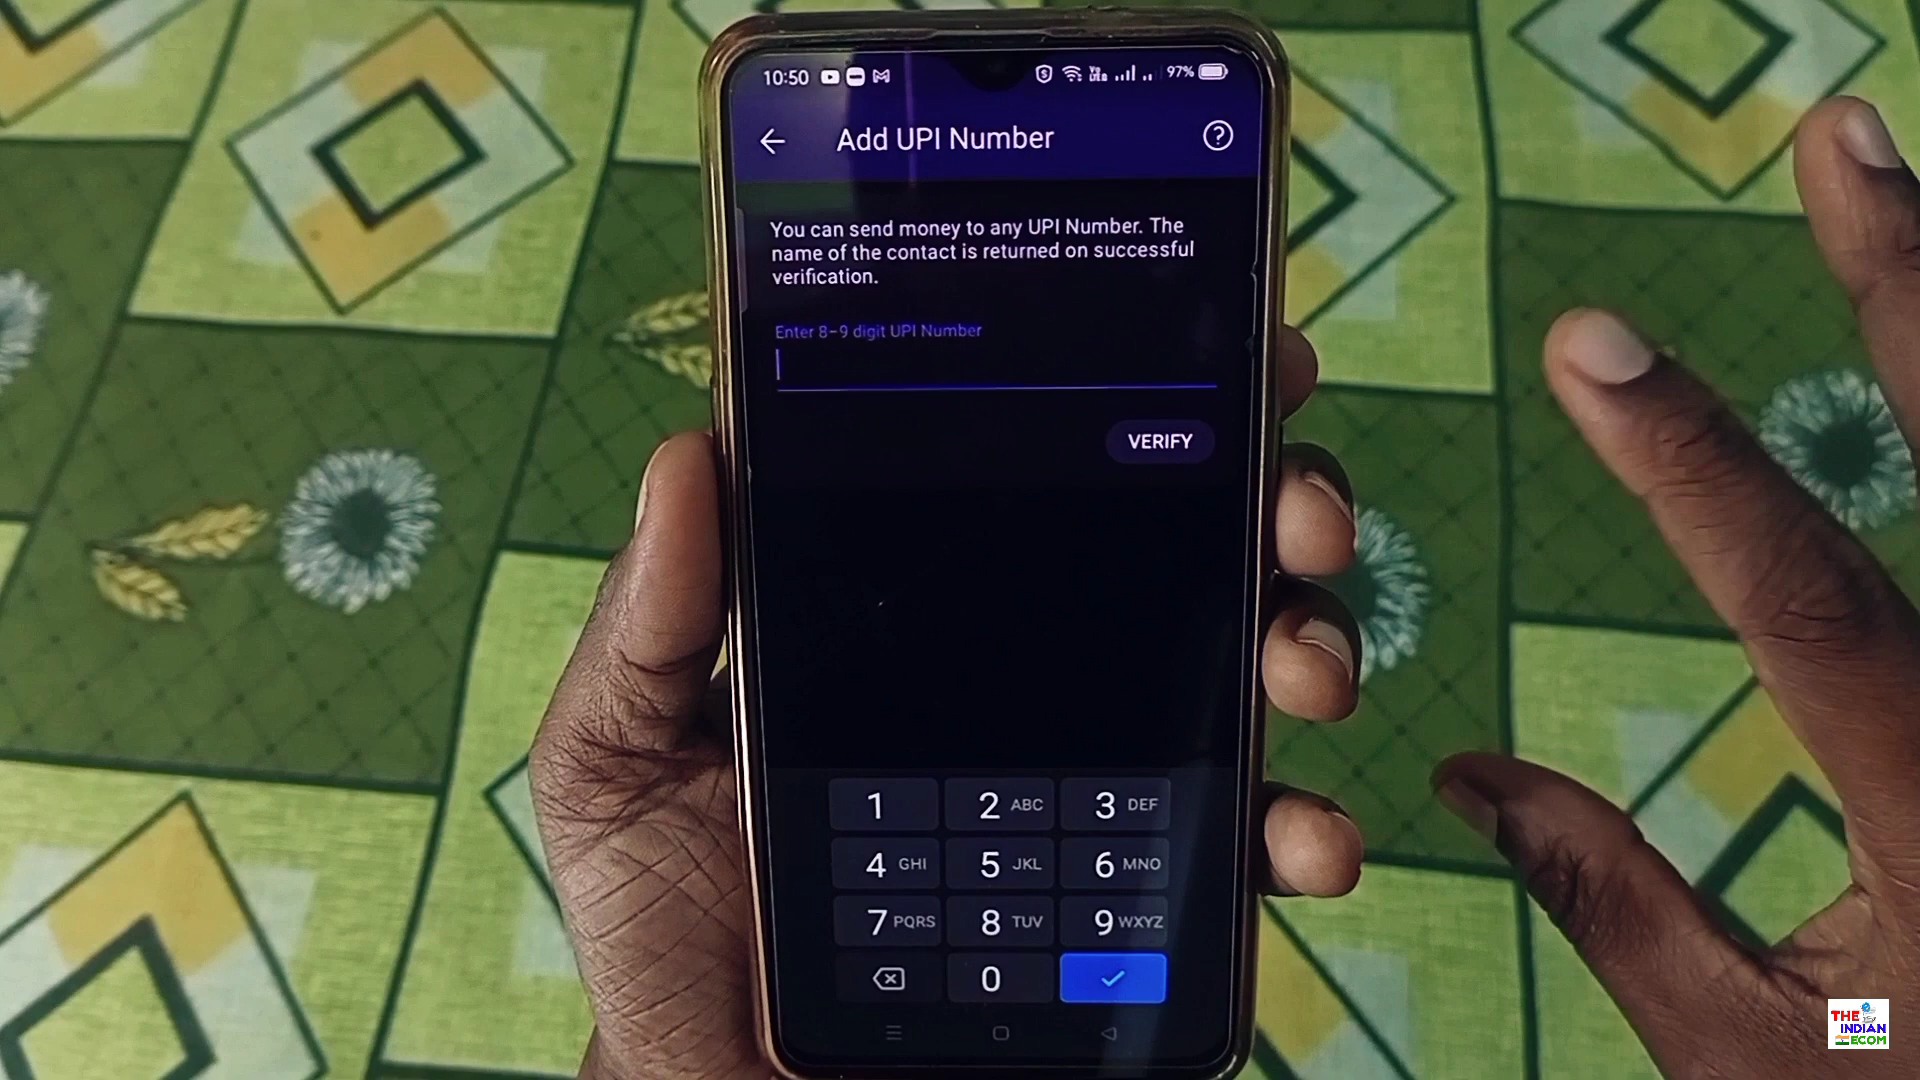 10:50
Vo LTE
97%
Add UPI Number
?
You can send money to any UPI Number. The
name of the contact is returned on successful
verification.
Enter 8-9 digit UPI Number
VERIFY
1 2 ABC 3 DEF
4 GHI 5 JKL 6 MNO
7 PQRS 8 TUV 9 WXYZ
0
THE
INDIAN
ECOM